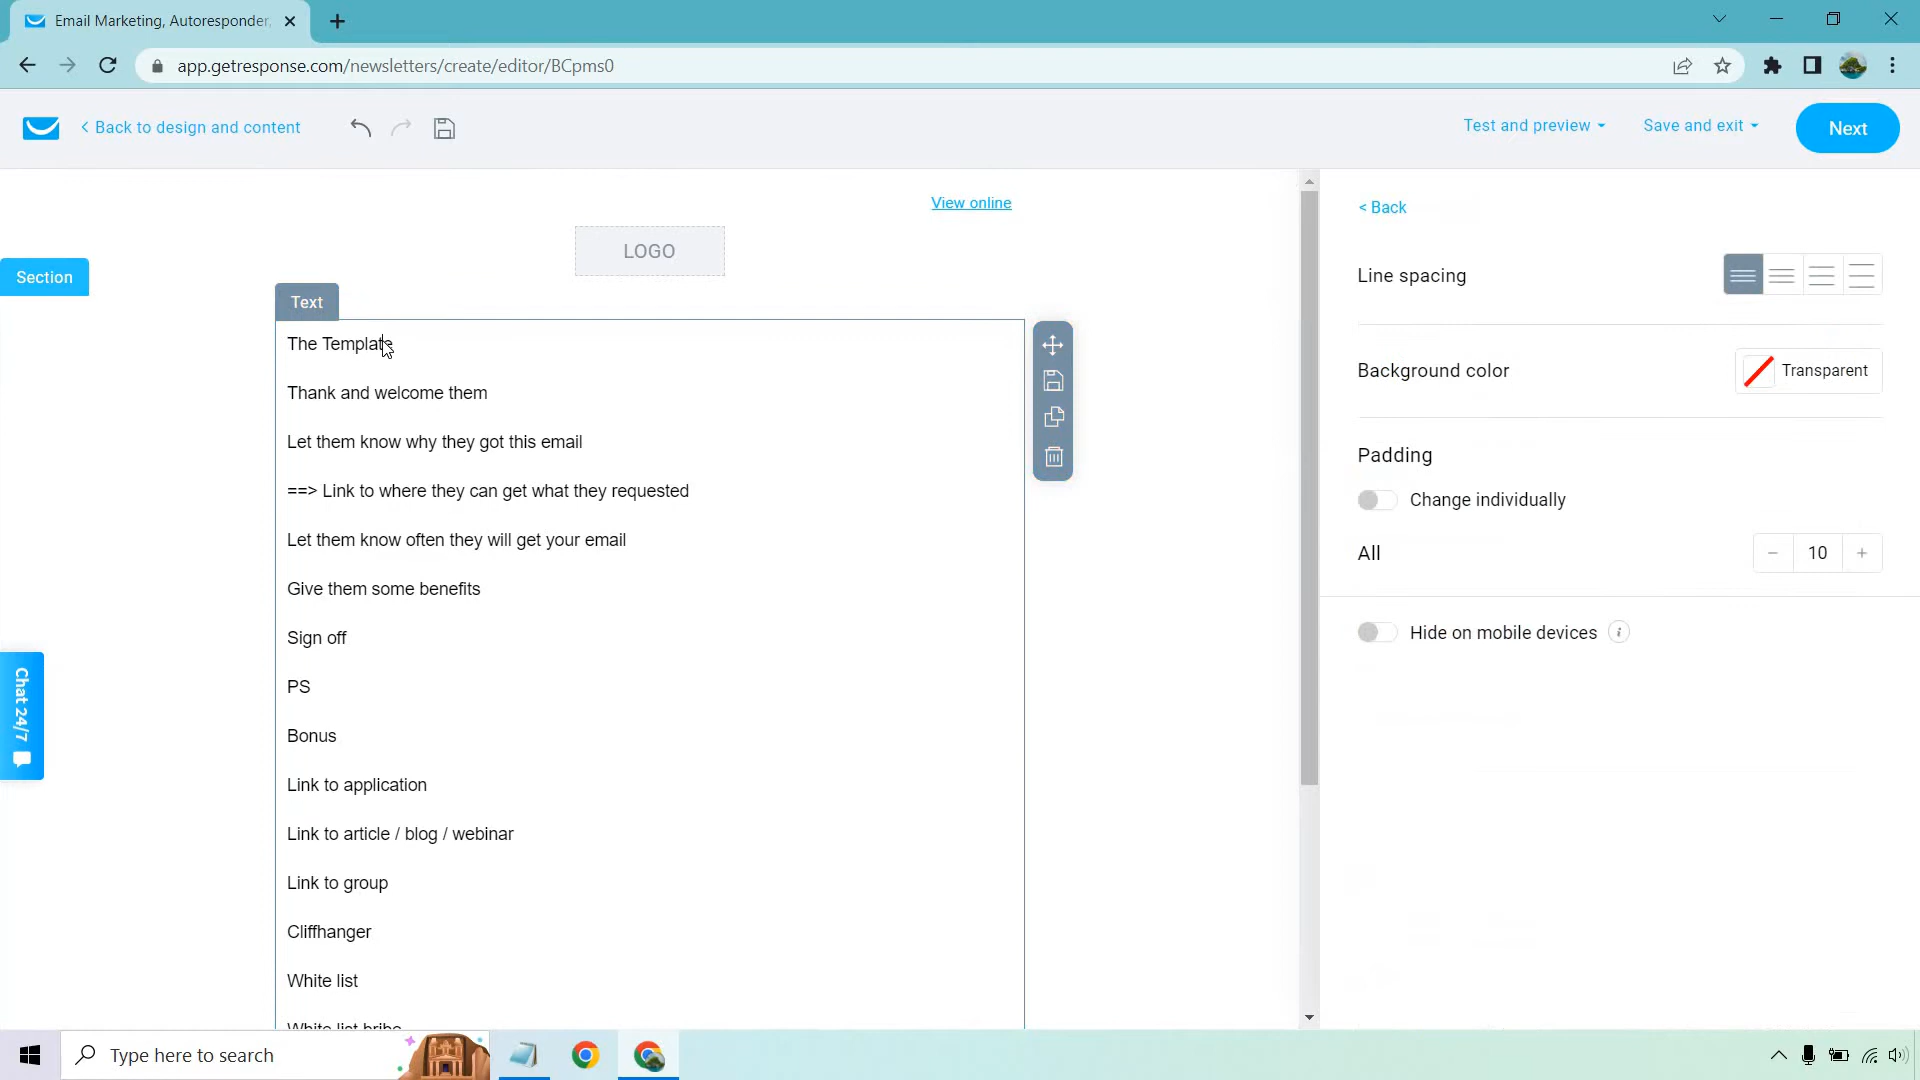 Email Marketing, Autoresponder,
app.getresponse.com/newsletters/create/editor/BCpms0
Back to design and content
Test and preview
Save and exit
Next
View online
LOGO
Section
Text
The Template
Thank and welcome them
Let them know why they got this email
==> Link to where they can get what they requested
Let them know often they will get your email
Give them some benefits
Sign off
PS
Bonus
Link to application
Link to article / blog / webinar
Link to group
Cliffhanger
White list
White list bribe
< Back
Line spacing
Background color
Transparent
Padding
Change individually
All
10
Hide on mobile devices
Chat 24/7
Type here to search